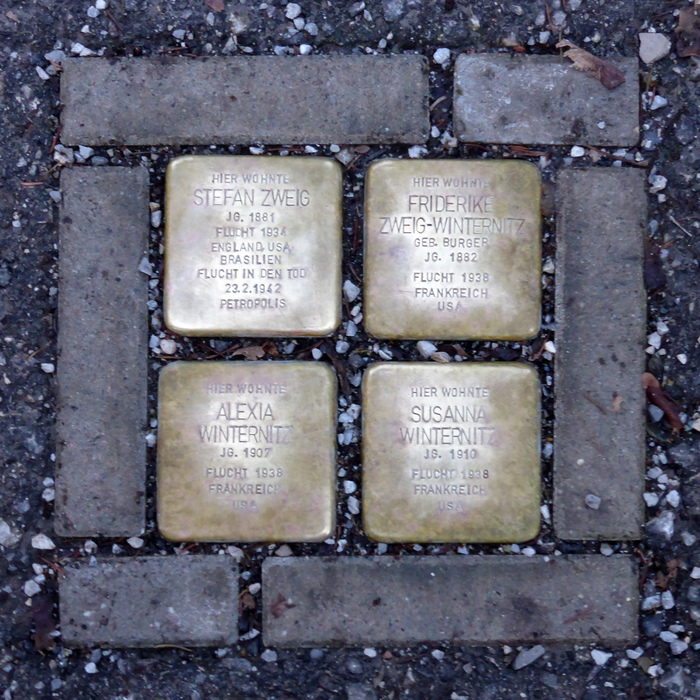 HIER WOHNTE
STEFAN ZWEIG
JG. 1881
FLUCHT 1934
ENGLAND, USA,
BRASILIEN
FLUCHT IN DEN TOD
23.2.1942
PETROPOLIS
HIER WOHNTE
FRIDERIKE
ZWEIG-WINTERNITZ
GEB. BURGER
JG. 1882
FLUCHT 1938
FRANKREICH
USA
HIER WOHNTE
ALEXIA
WINTERNITZ
JG. 1907
FLUCHT 1938
FRANKREICH
USA
HIER WOHNTE
SUSANNA
WINTERNITZ
JG. 1910
FLUCHT 1938
FRANKREICH
USA